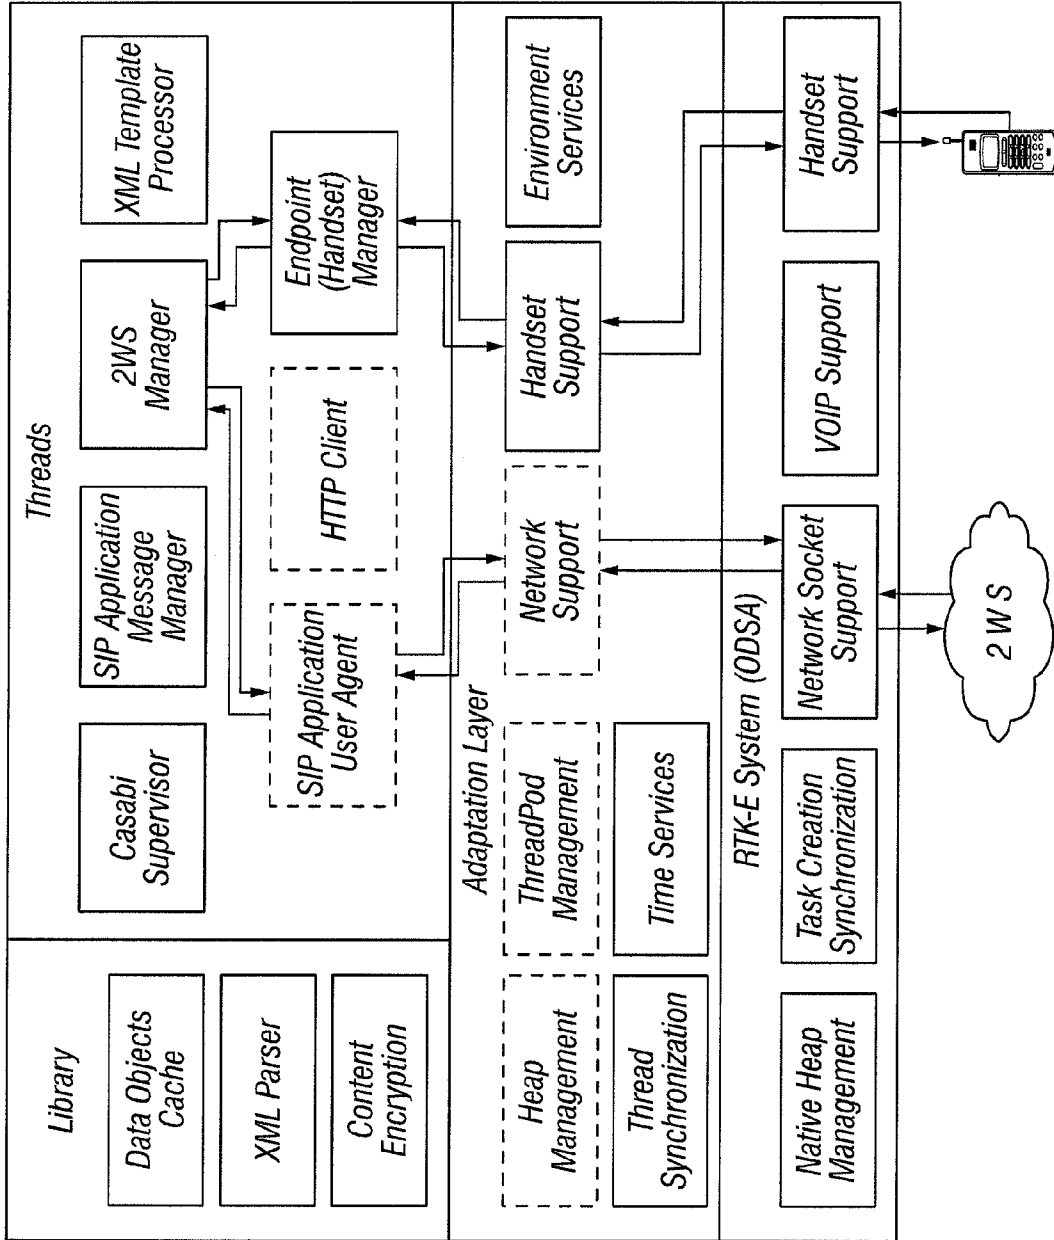 Library
Data Objects
Cache
XML Parser
Content
Encryption
Threads
Casabi
Supervisor
SIP Application
Message
Manager
2WS
Manager
XML Template
Processor
SIP Application
User Agent
HTTP Client
Endpoint
(Handset)
Manager
Adaptation Layer
Heap
Management
ThreadPod
Management
Network
Support
Handset
Support
Environment
Services
Thread
Synchronization
Time Services
RTK-E System (ODSA)
Native Heap
Management
Task Creation
Synchronization
Network Socket
Support
VOIP Support
Handset
Support
2 W S